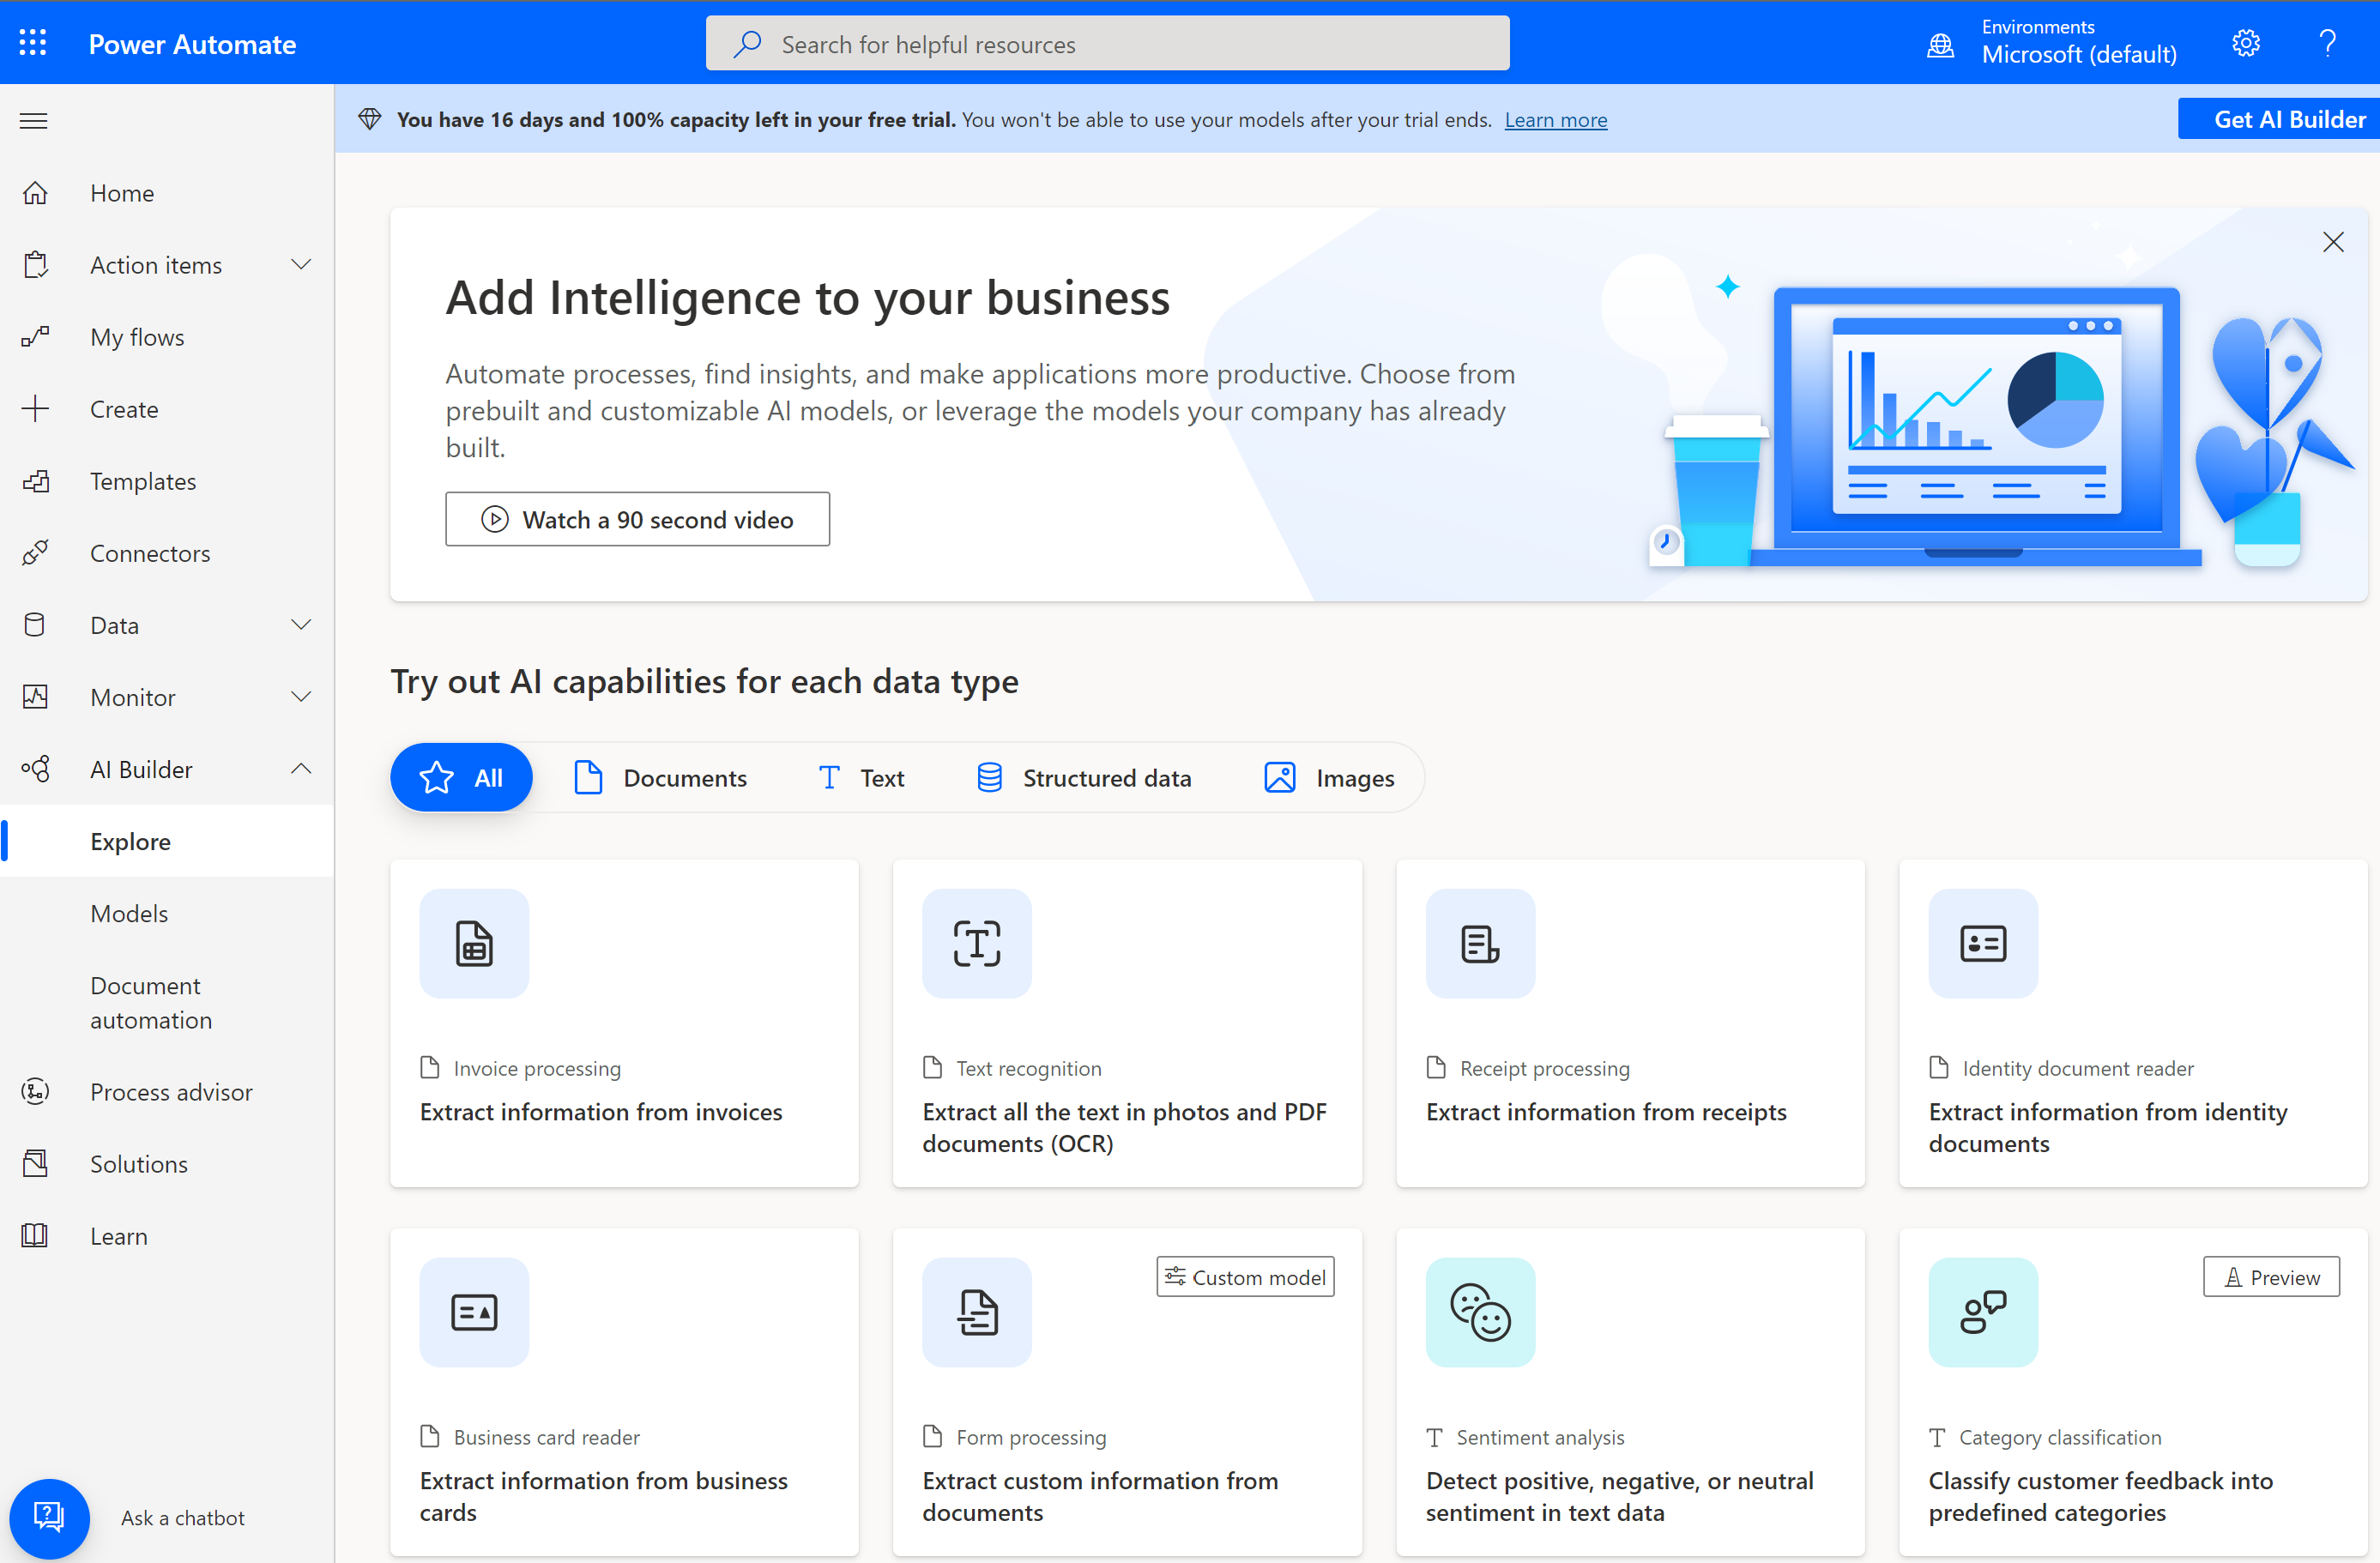 Power Automate
Search for helpful resources
Environments
Microsoft (default)
You have 16 days and 100% capacity left in your free trial. You won't be able to use your models after your trial ends. Learn more
Get AI Builder
Home
Action items
My flows
Create
Templates
Connectors
Data
Monitor
AI Builder
Explore
Models
Document
automation
Process advisor
Solutions
Learn
Ask a chatbot
Add Intelligence to your business
Automate processes, find insights, and make applications more productive. Choose from
prebuilt and customizable AI models, or leverage the models your company has already
built.
Watch a 90 second video
Try out AI capabilities for each data type
All
Documents
Text
Structured data
Images
Invoice processing
Extract information from invoices
Text recognition
Extract all the text in photos and PDF
documents (OCR)
Receipt processing
Extract information from receipts
Identity document reader
Extract information from identity
documents
Business card reader
Extract information from business
cards
Custom model
Form processing
Extract custom information from
documents
Sentiment analysis
Detect positive, negative, or neutral
sentiment in text data
Preview
Category classification
Classify customer feedback into
predefined categories